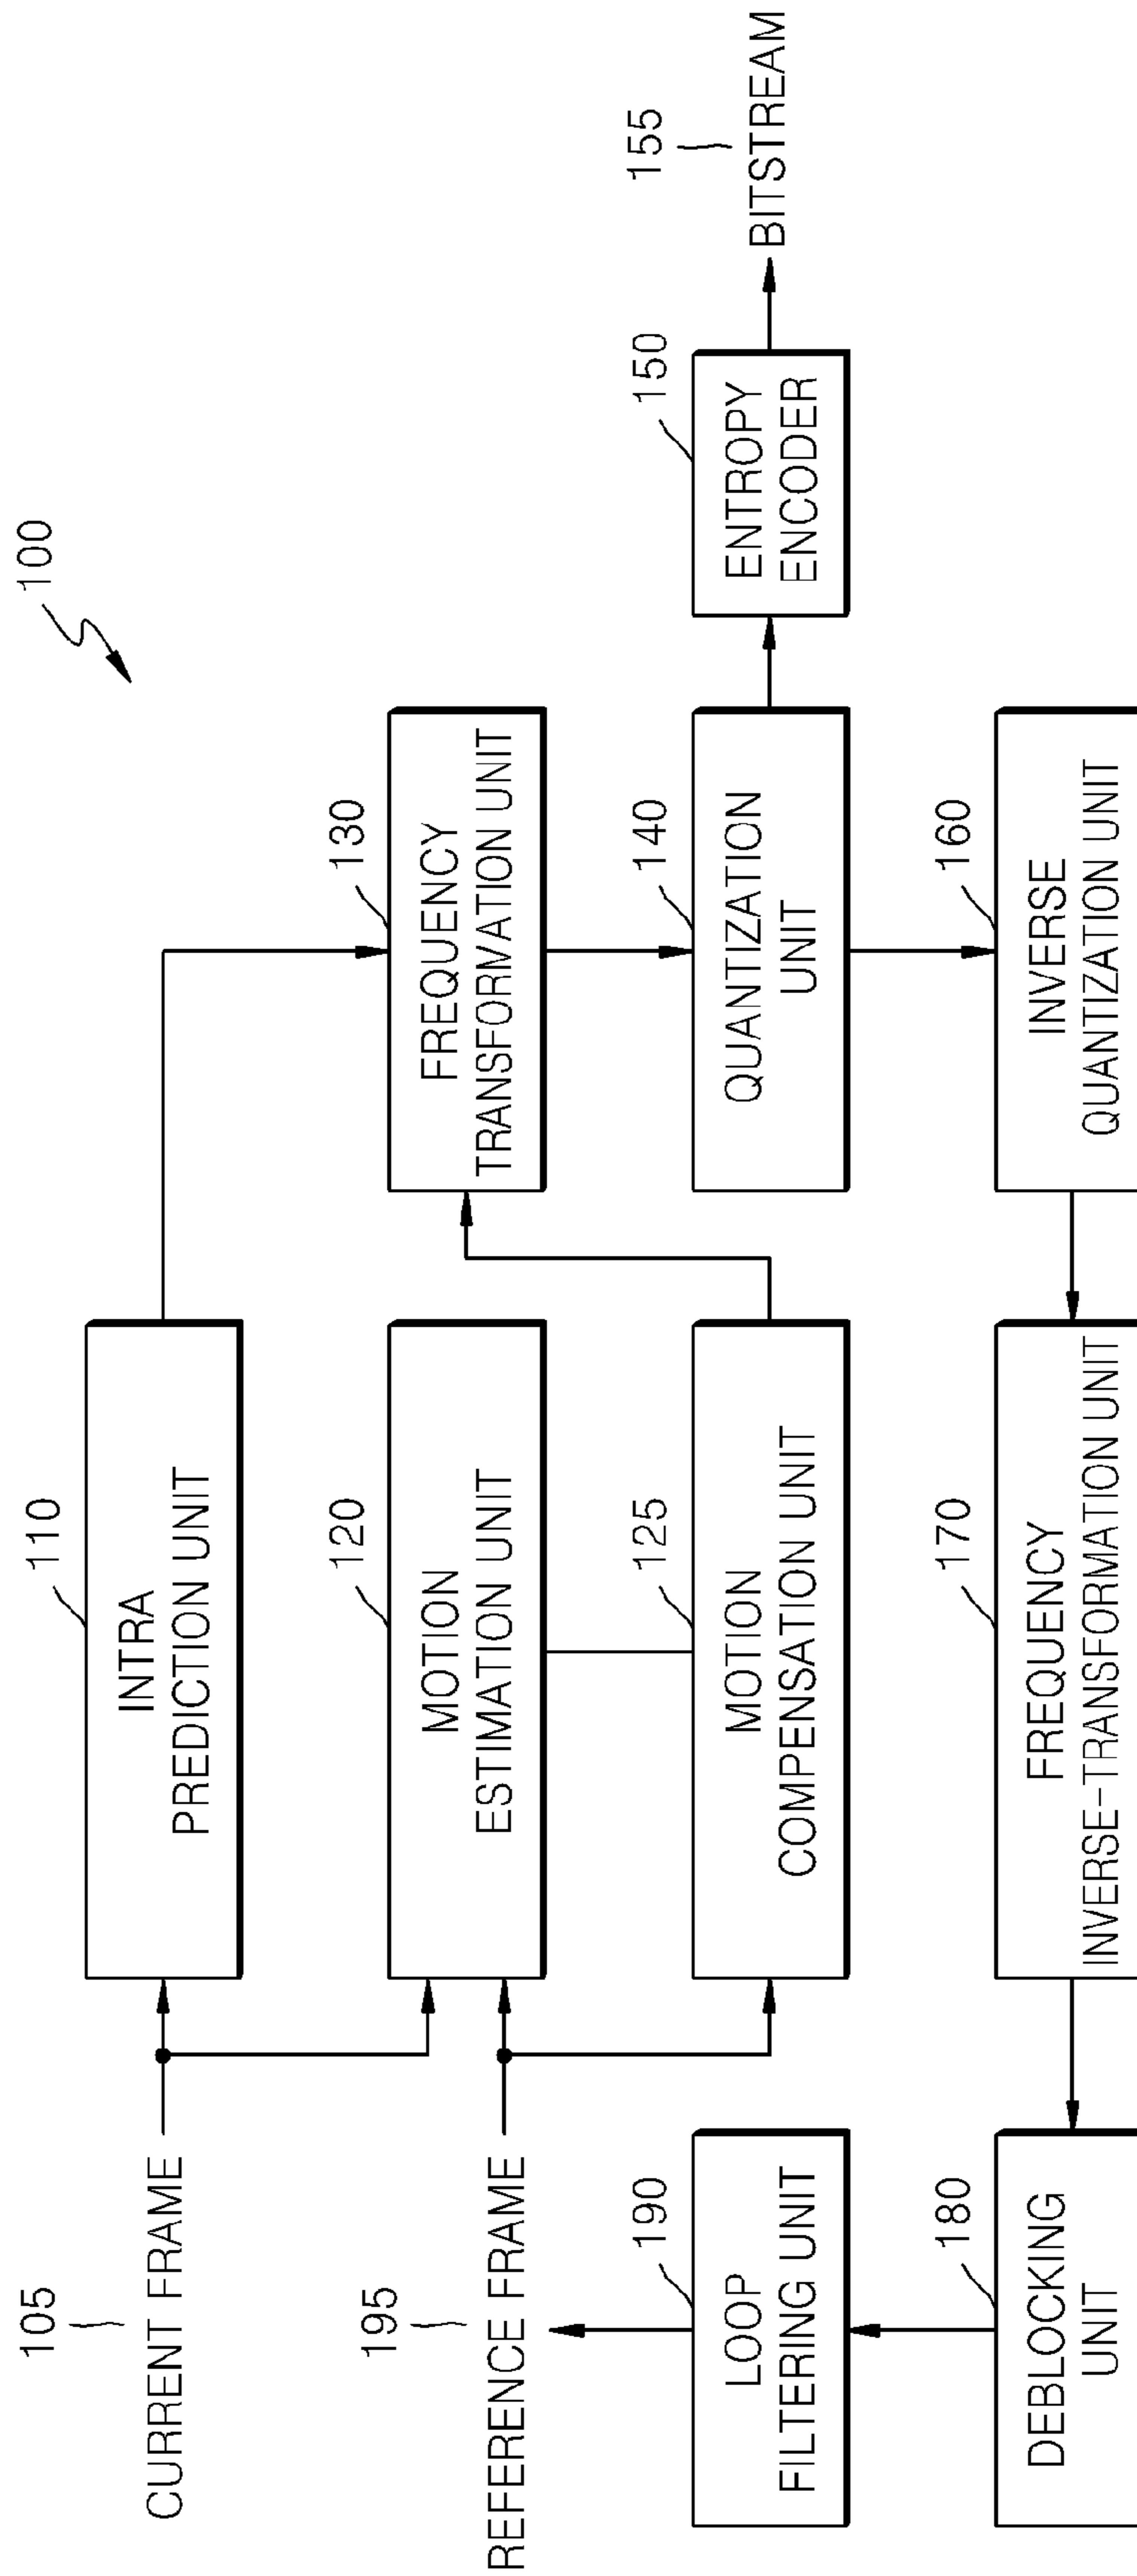 100
105
CURRENT FRAME
110
INTRA
PREDICTION UNIT
195
REFERENCE FRAME
120
MOTION
ESTIMATION UNIT
130
FREQUENCY
TRANSFORMATION UNIT
190
LOOP
FILTERING UNIT
125
MOTION
COMPENSATION UNIT
140
QUANTIZATION
UNIT
150
ENTROPY
ENCODER
155
BITSTREAM
180
DEBLOCKING
UNIT
170
FREQUENCY
INVERSE-TRANSFORMATION UNIT
160
INVERSE
QUANTIZATION UNIT